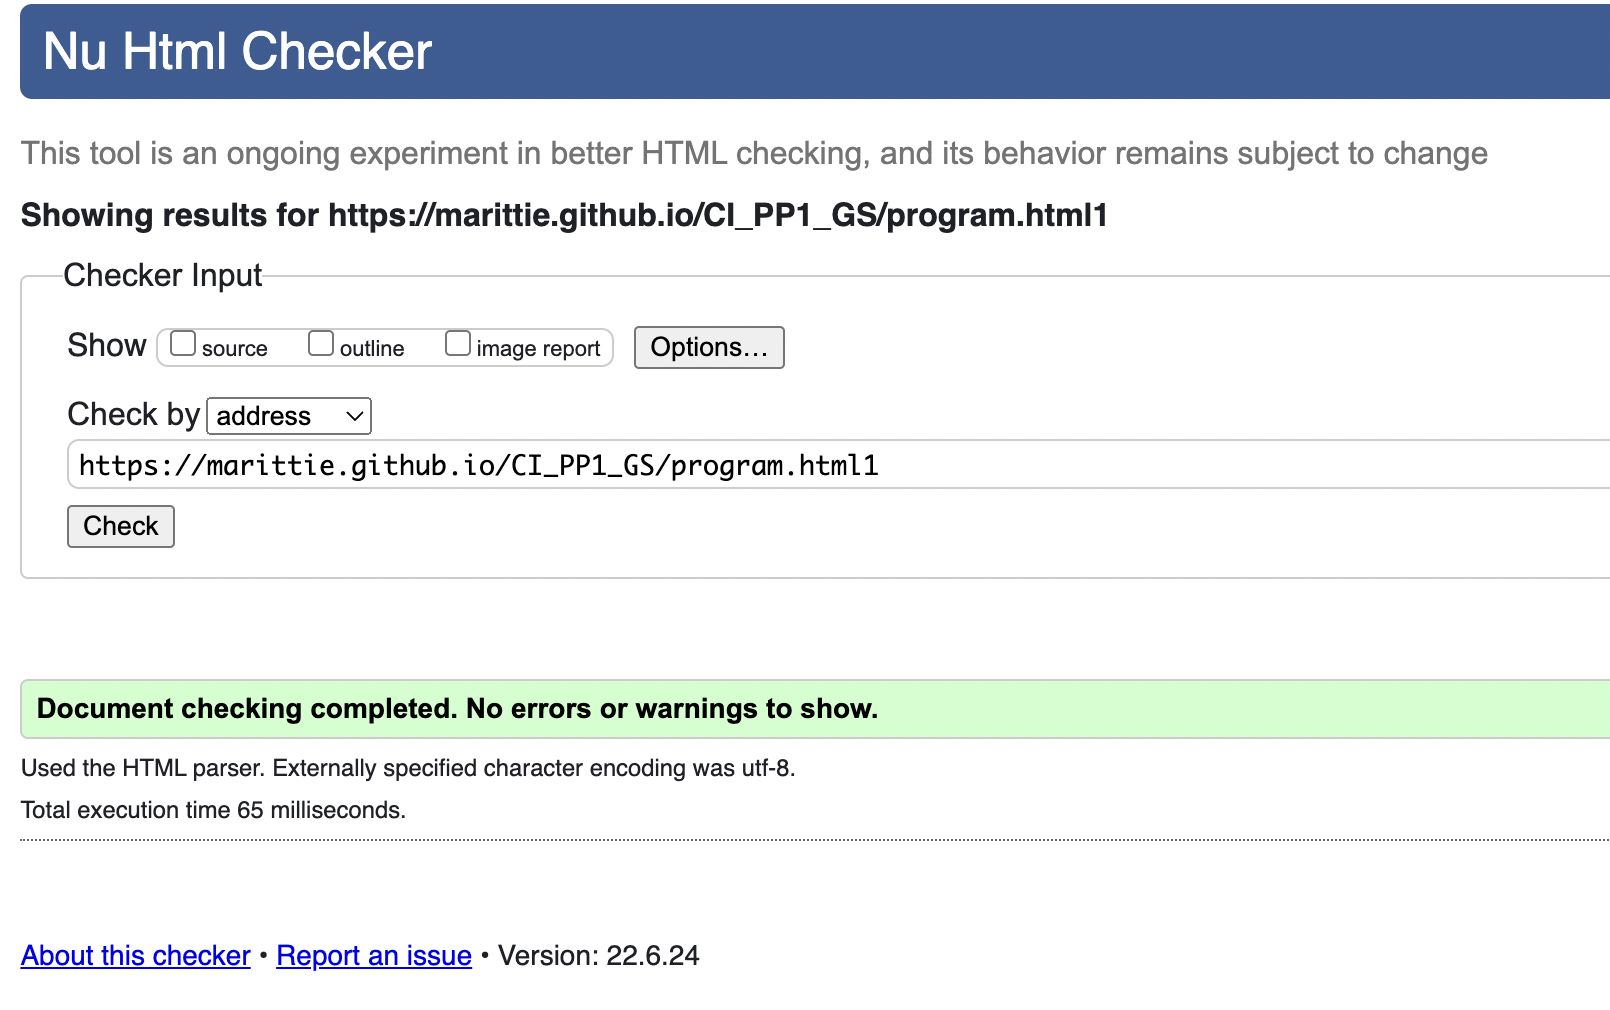 Nu Html Checker
This tool is an ongoing experiment in better HTML checking, and its behavior remains subject to change
Showing results for https://marittie.github.io/CI_PP1_GS/program.html1
Checker Input
Show source outline image report Options...
Check by address
https://marittie.github.io/CI_PP1_GS/program.html1
Check
Document checking completed. No errors or warnings to show.
Used the HTML parser. Externally specified character encoding was utf-8.
Total execution time 65 milliseconds.
About this checker • Report an issue • Version: 22.6.24